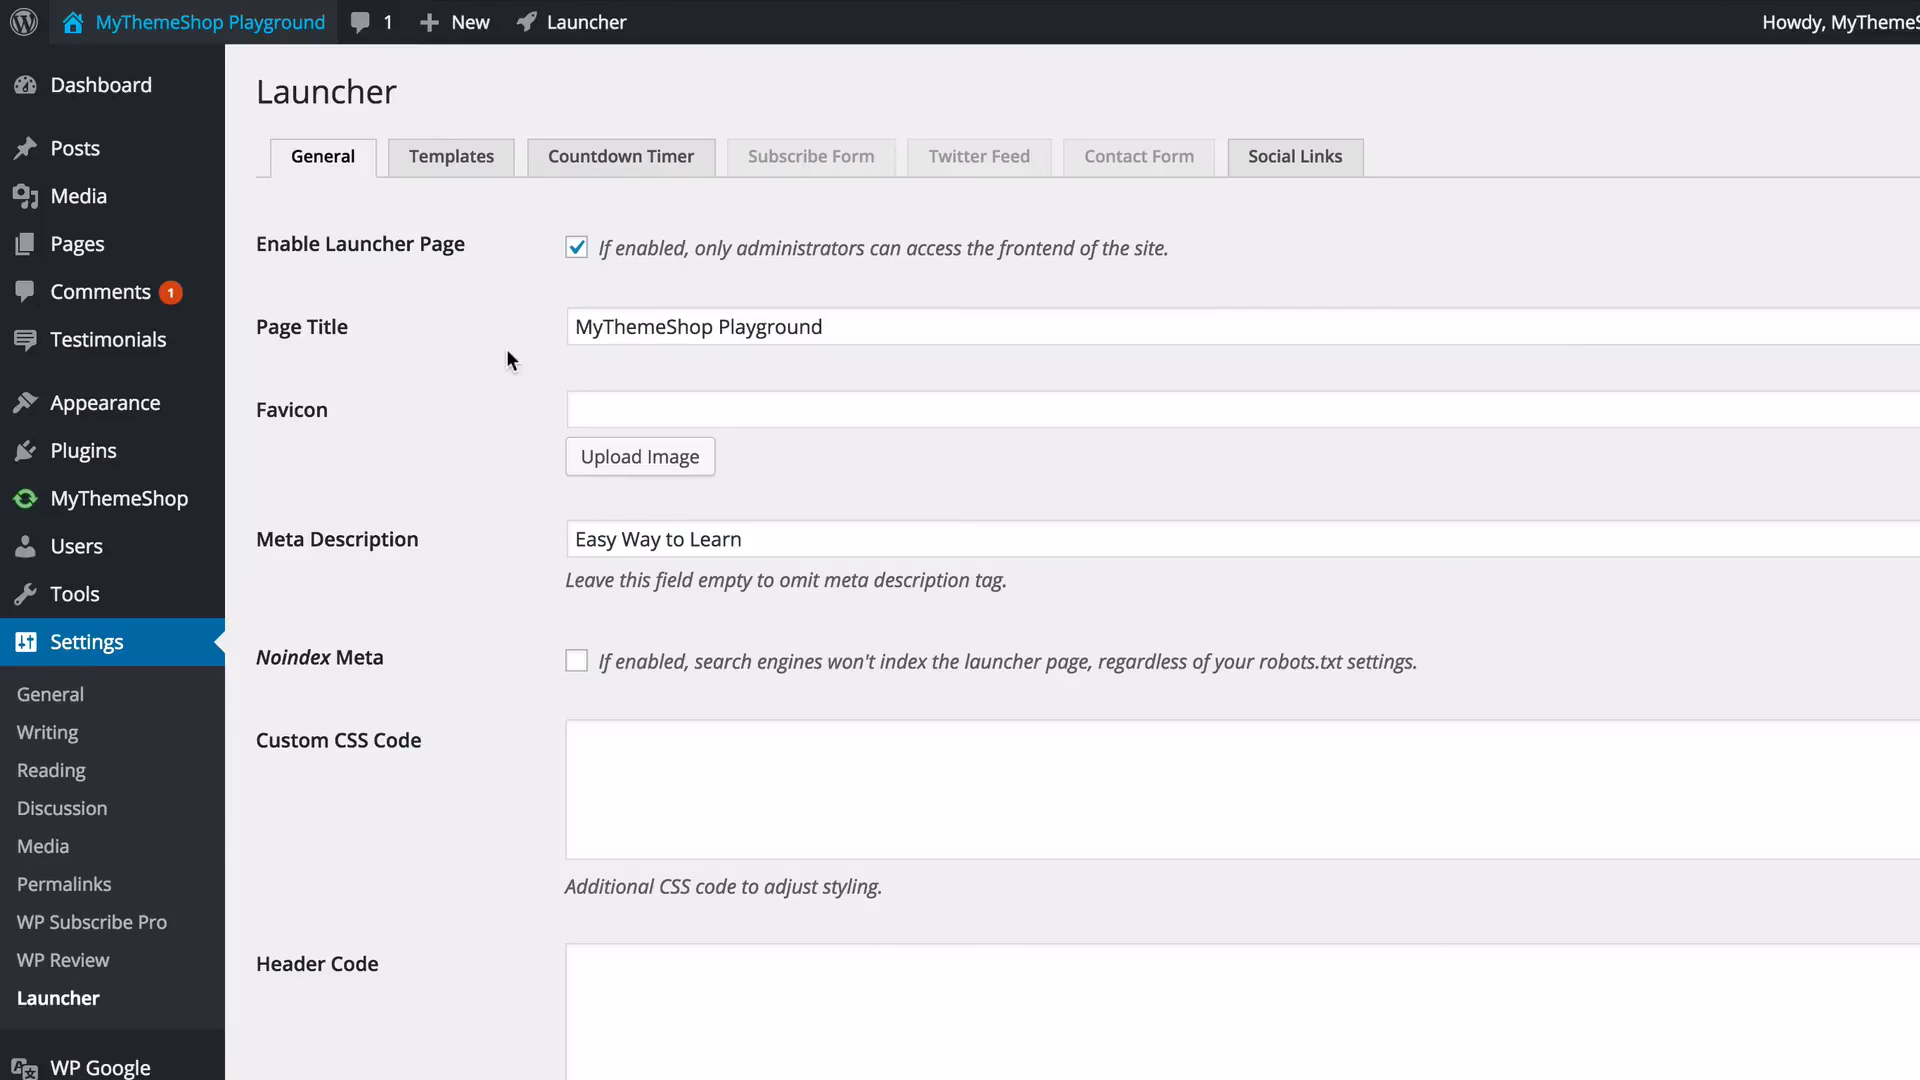 MyThemeShop Playground 1 New Launcher Howdy, MyThemeS
Dashboard
Posts
Media
Pages
Comments 1
Testimonials
Appearance
Plugins
MyThemeShop
Users
Tools
Settings
General
Writing
Reading
Discussion
Media
Permalinks
WP Subscribe Pro
WP Review
Launcher
WP Google
Launcher
General Templates Countdown Timer Subscribe Form Twitter Feed Contact Form Social Links
Enable Launcher Page If enabled, only administrators can access the frontend of the site.
Page Title MyThemeShop Playground
Favicon
Upload Image
Meta Description Easy Way to Learn
Leave this field empty to omit meta description tag.
Noindex Meta If enabled, search engines won't index the launcher page, regardless of your robots.txt settings.
Custom CSS Code
Additional CSS code to adjust styling.
Header Code